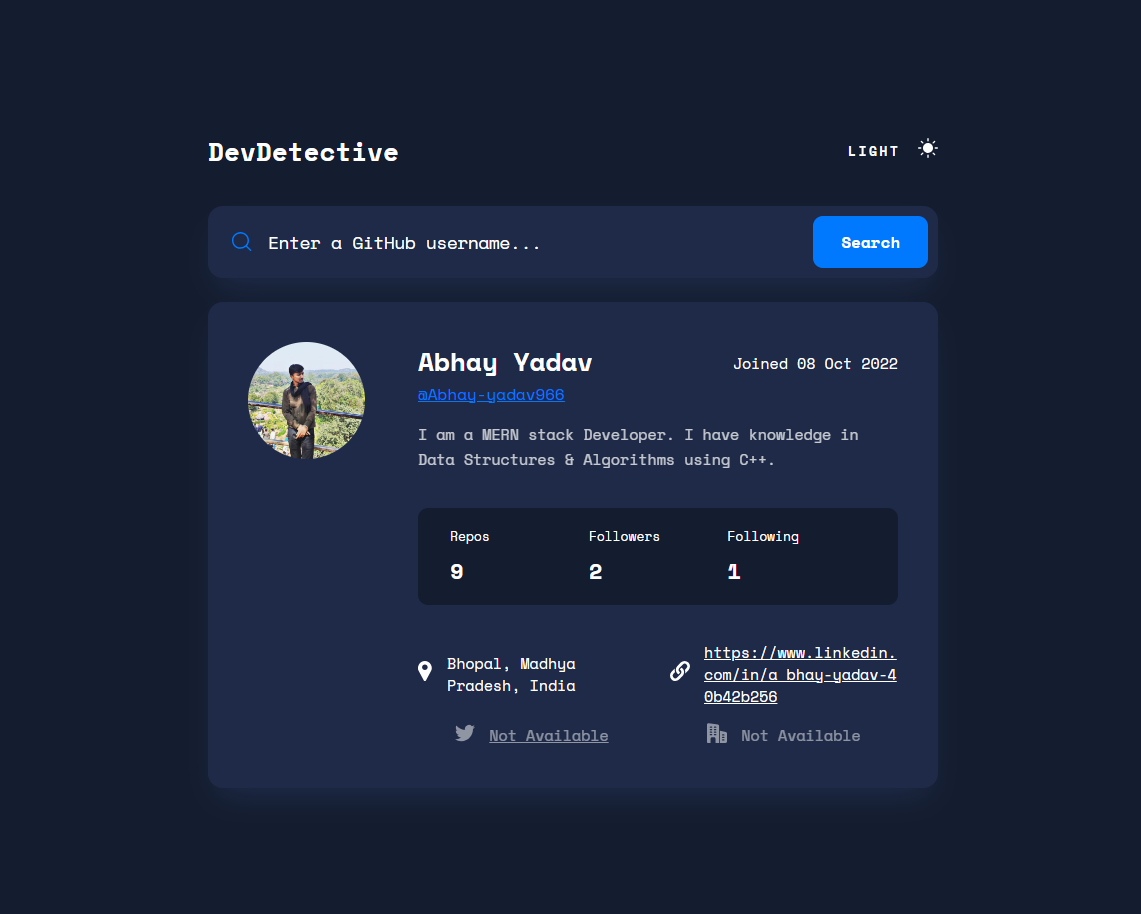 DevDetective
LIGHT
Enter a GitHub username...
Search
Abhay Yadav
Joined 08 Oct 2022
@Abhay-yadav966
I am a MERN stack Developer. I have knowledge in
Data Structures & Algorithms using C++.
Repos
Followers
Following
9
2
1
Bhopal, Madhya
Pradesh, India
https://www.linkedin.
com/in/a bhay-yadav-4
0b42b256
Not Available
Not Available